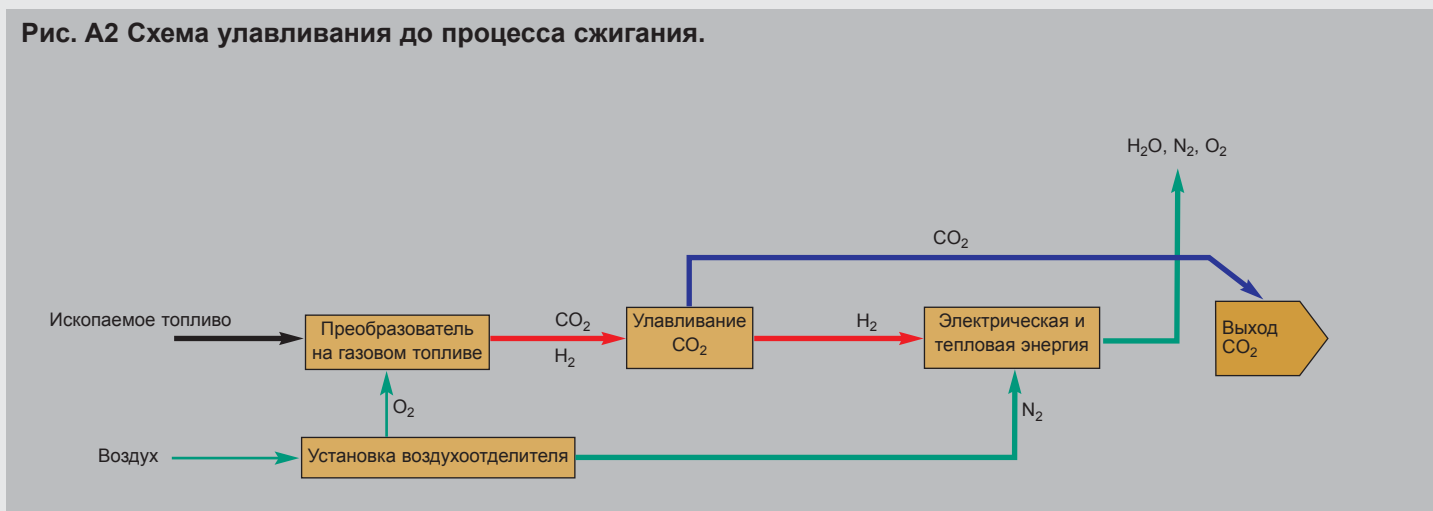 Рис. A2 Схема улавливания до процесса сжигания.
H₂O, N₂, O₂
CO₂
Ископаемое топливо
Преобразователь
на газовом топливе
CO₂
H₂
Улавливание
CO₂
H₂
Электрическая и
тепловая энергия
Выход
CO₂
O₂
N₂
Воздух
Установка воздухоотделителя